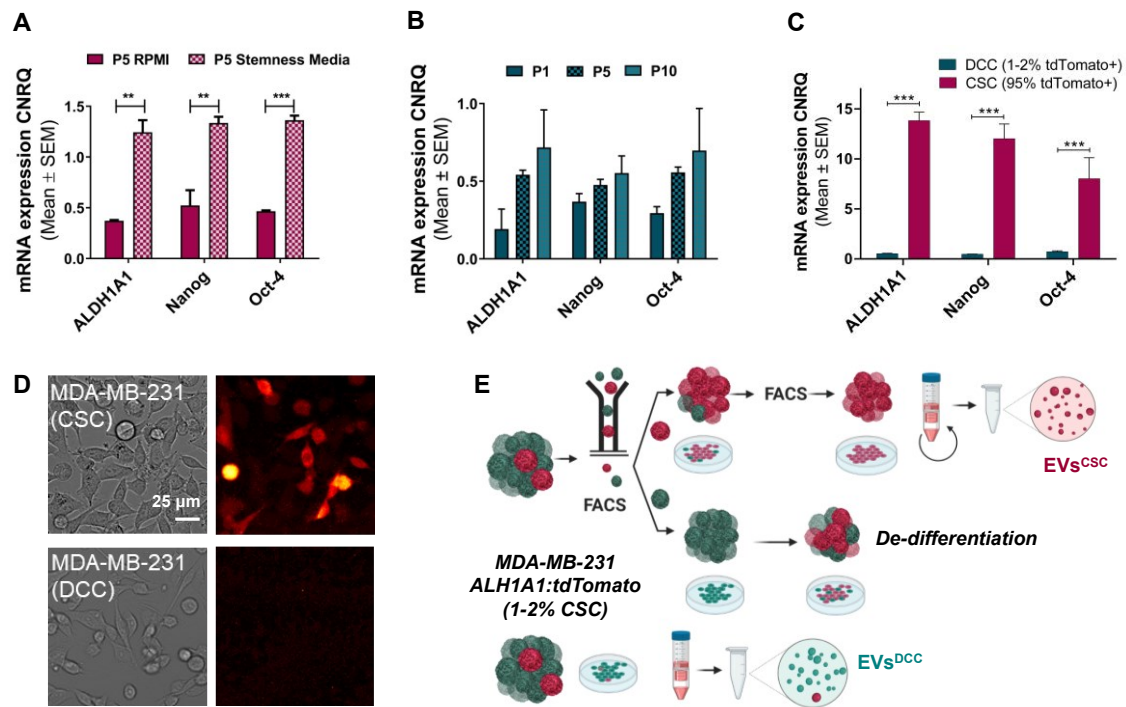 A
P5 RPMI
P5 Stemness Media
mRNA expression CNRQ
(Mean ± SEM)
1.5
1.0
0.5
0.0
**
**
***
ALDH1A1
Nanog
Oct-4
B
P1
P5
P10
mRNA expression CNRQ
(Mean ± SEM)
1.0
0.5
0.0
ALDH1A1
Nanog
Oct-4
C
DCC (1-2% tdTomato+)
CSC (95% tdTomato+)
mRNA expression CNRQ
(Mean ± SEM)
15
10
5
0
***
***
***
ALDH1A1
Nanog
Oct-4
D
MDA-MB-231
(CSC)
25 µm
MDA-MB-231
(DCC)
E
FACS
FACS
EVsCSC
De-differentiation
MDA-MB-231
ALH1A1:tdTomato
(1-2% CSC)
EVsDCC